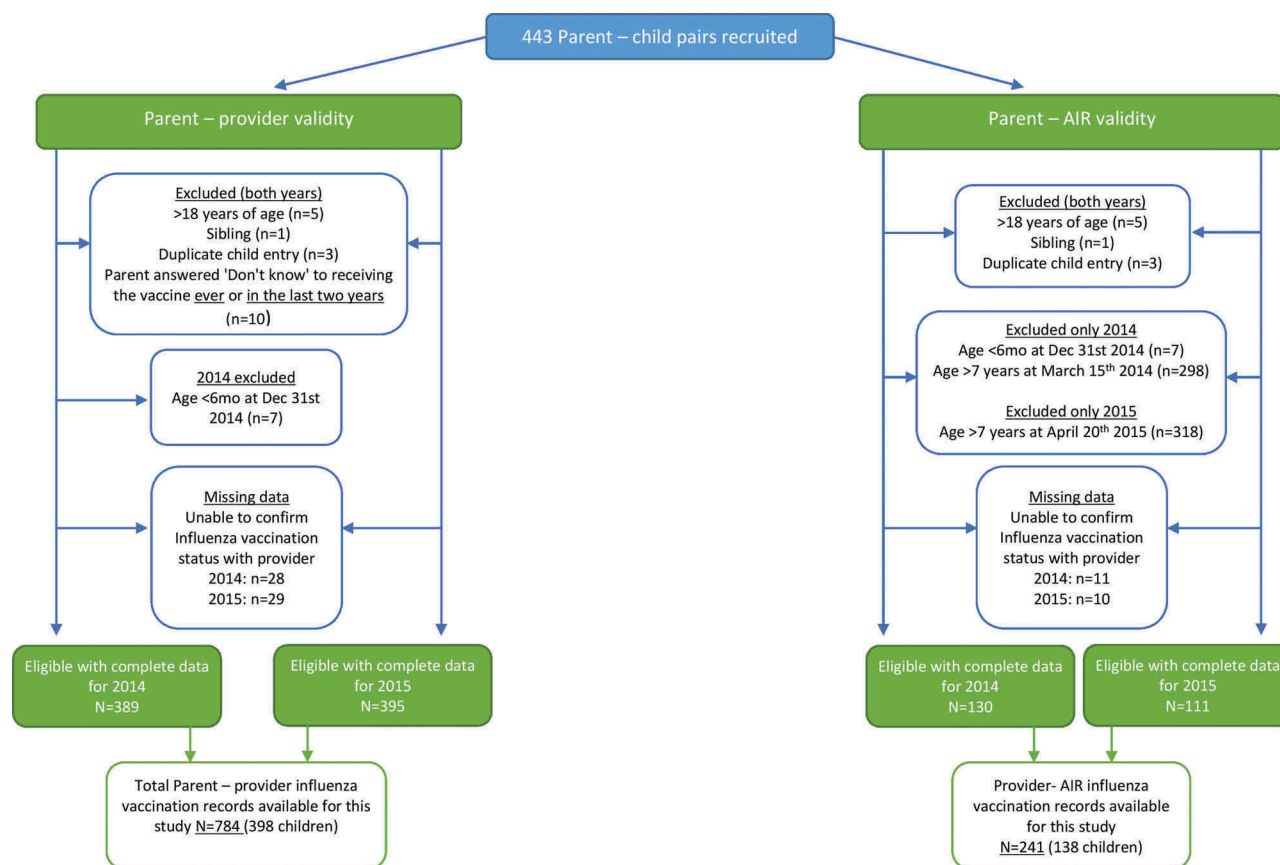 443 Parent – child pairs recruited
Parent – provider validity
Excluded (both years)
>18 years of age (n=5)
Sibling (n=1)
Duplicate child entry (n=3)
Parent answered 'Don't know' to receiving
the vaccine ever or in the last two years
(n=10)
2014 excluded
Age <6mo at Dec 31st
2014 (n=7)
Missing data
Unable to confirm
Influenza vaccination
status with provider
2014: n=28
2015: n=29
Eligible with complete data
for 2014
N=389
Eligible with complete data
for 2015
N=395
Total Parent – provider influenza
vaccination records available for this
study N=784 (398 children)
Parent – AIR validity
Excluded (both years)
>18 years of age (n=5)
Sibling (n=1)
Duplicate child entry (n=3)
Excluded only 2014
Age <6mo at Dec 31st 2014 (n=7)
Age >7 years at March 15th 2014 (n=298)
Excluded only 2015
Age >7 years at April 20th 2015 (n=318)
Missing data
Unable to confirm
Influenza vaccination
status with provider
2014: n=11
2015: n=10
Eligible with complete data
for 2014
N=130
Eligible with complete data
for 2015
N=111
Provider- AIR influenza
vaccination records available
for this study
N=241 (138 children)